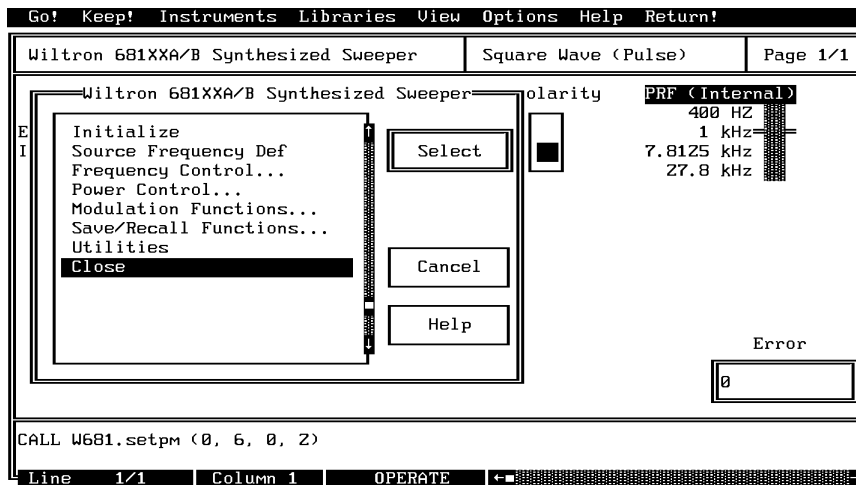 Go! Keep! Instruments Libraries View Options Help Return!
Wiltron 681XXA/B Synthesized Sweeper Square Wave (Pulse) Page 1/1
Wiltron 681XXA/B Synthesized Sweeper
olarity
PRF (Internal)
400 HZ
1 kHz
7.8125 kHz
27.8 kHz
E
I
Initialize
Source Frequency Def
Frequency Control...
Power Control...
Modulation Functions...
Save/Recall Functions...
Utilities
Close
Select
Cancel
Help
Error
0
CALL W681.setpm (0, 6, 0, 2)
Line 1/1 Column 1 OPERATE